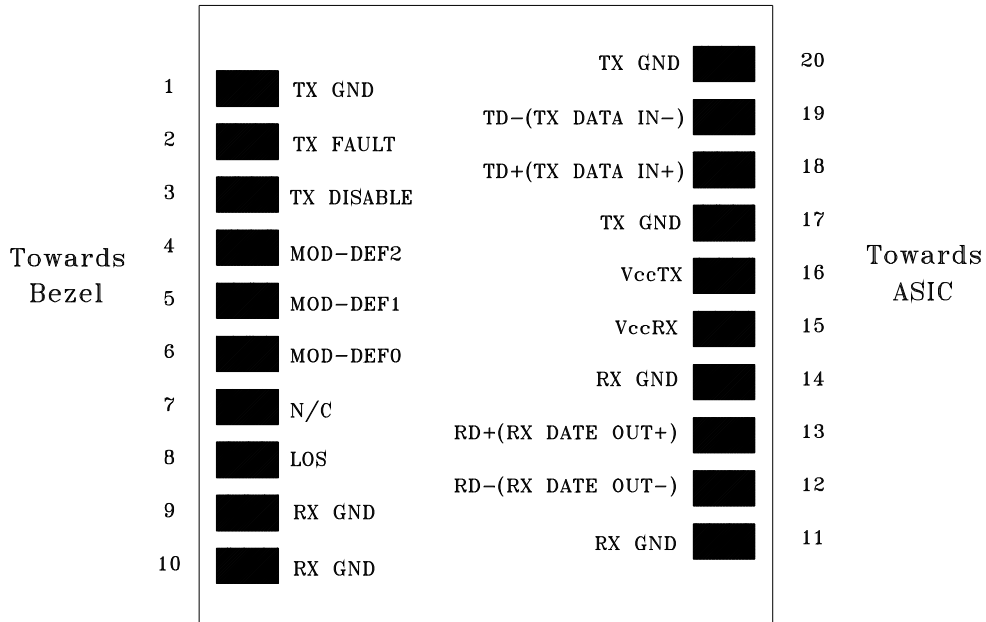 Towards
Bezel
1 TX GND
2 TX FAULT
3 TX DISABLE
4 MOD-DEF2
5 MOD-DEF1
6 MOD-DEF0
7 N/C
8 LOS
9 RX GND
10 RX GND
TX GND 20
TD-(TX DATA IN-) 19
TD+(TX DATA IN+) 18
TX GND 17
VccTX 16
VccRX 15
RX GND 14
RD+(RX DATE OUT+) 13
RD-(RX DATE OUT-) 12
RX GND 11
Towards
ASIC